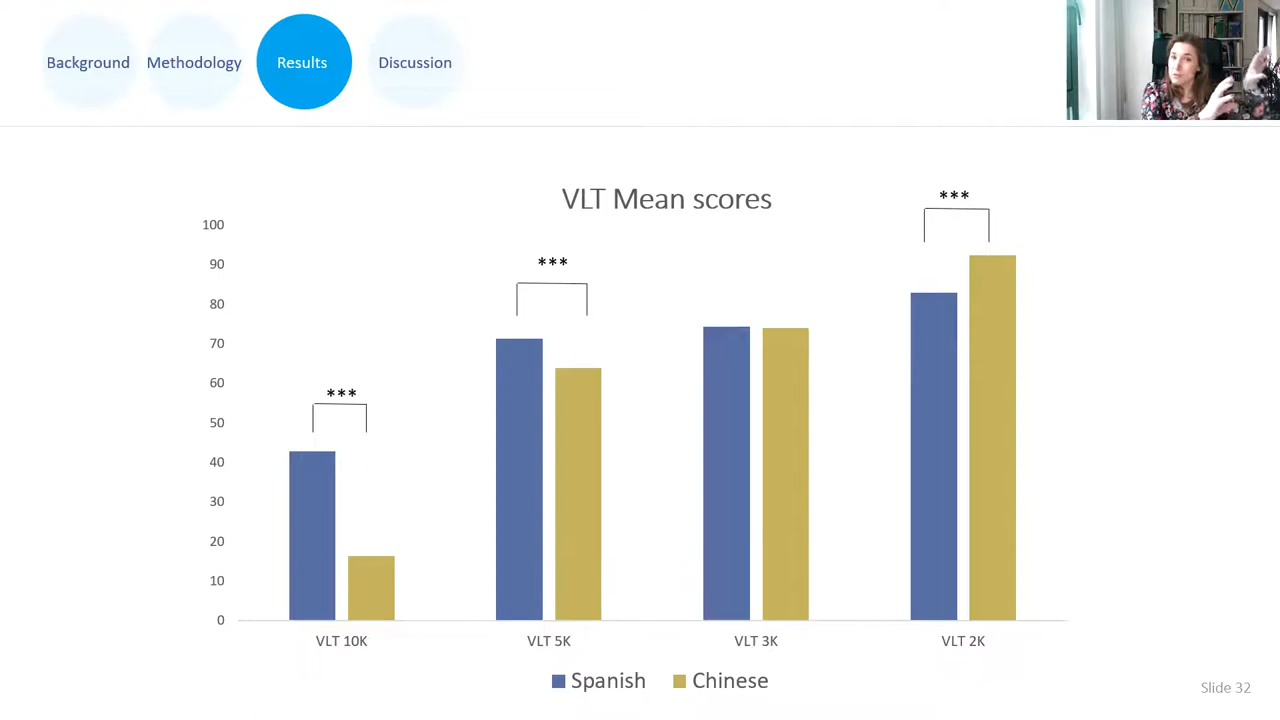 Background Methodology Results Discussion
VLT Mean scores
***
***
***
100
90
80
70
60
50
40
30
20
10
0
VLT 10K VLT 5K VLT 3K VLT 2K
Spanish Chinese
Slide 32